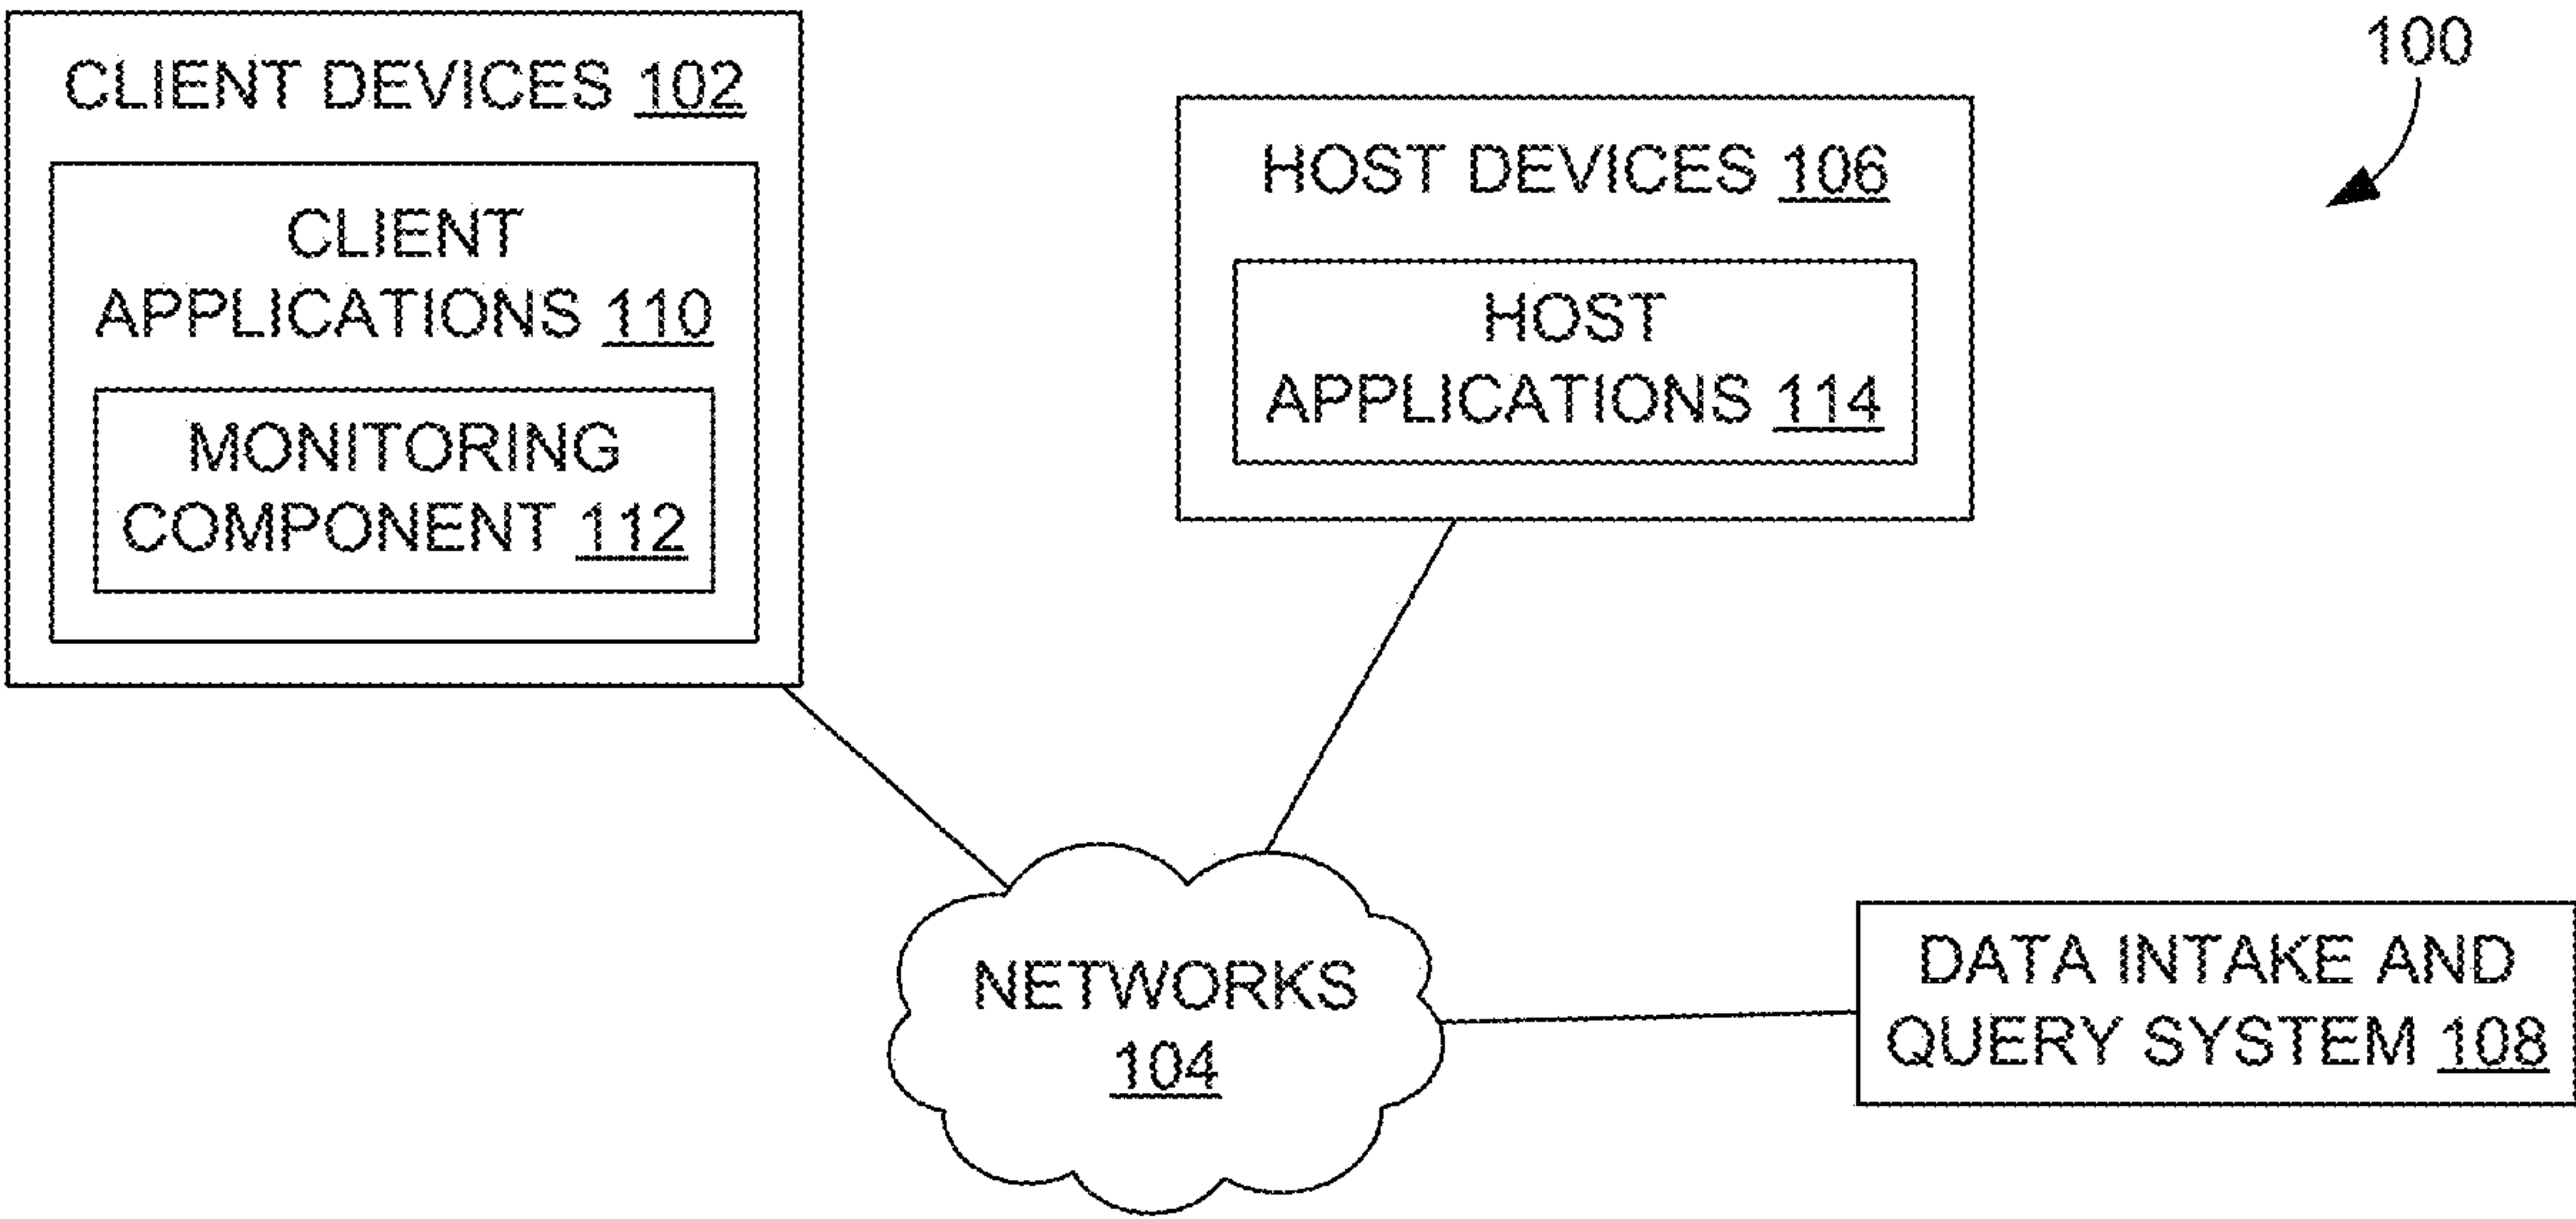 100
CLIENT DEVICES 102
CLIENT
APPLICATIONS 110
MONITORING
COMPONENT 112
HOST DEVICES 106
HOST
APPLICATIONS 114
NETWORKS
104
DATA INTAKE AND
QUERY SYSTEM 108